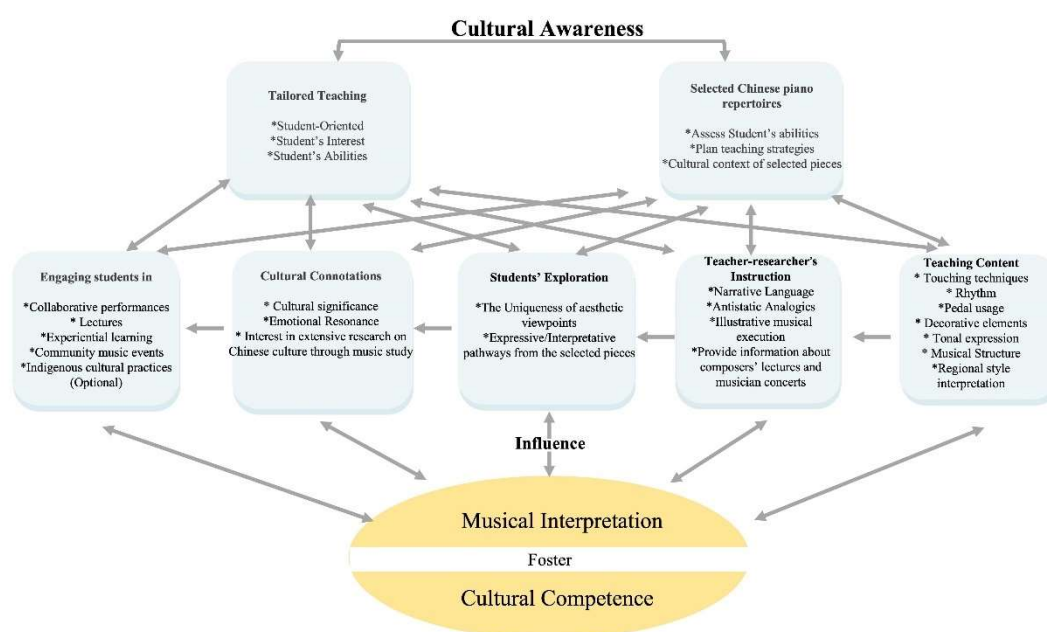 Cultural Awareness
Tailored Teaching
*Student-Oriented
*Student's Interest
*Student's Abilities
Selected Chinese piano
repertoires
* Assess Student's abilities
*Plan teaching strategies
*Cultural context of selected pieces
Engaging students in
*Collaborative performances
* Lectures
*Experiential learning
*Community music events
*Indigenous cultural practices
(Optional)
Cultural Connotations
* Cultural significance
*Emotional Resonance
* Interest in extensive research on
Chinese culture through music study
Students' Exploration
*The Uniqueness of aesthetic
viewpoints
*Expressive/Interpretative
pathways from the selected pieces
Teacher-researcher's
Instruction
*Narrative Language
*Antistatic Analogics
*Illustrative musical
execution
*Provide information about
composers' lectures and
musician concerts
Teaching Content
* Touching techniques
* Rhythm
*Pedal usage
* Decorative elements
* Tonal expression
* Musical Structure
*Regional style
interpretation
Influence
Musical Interpretation
Foster
Cultural Competence